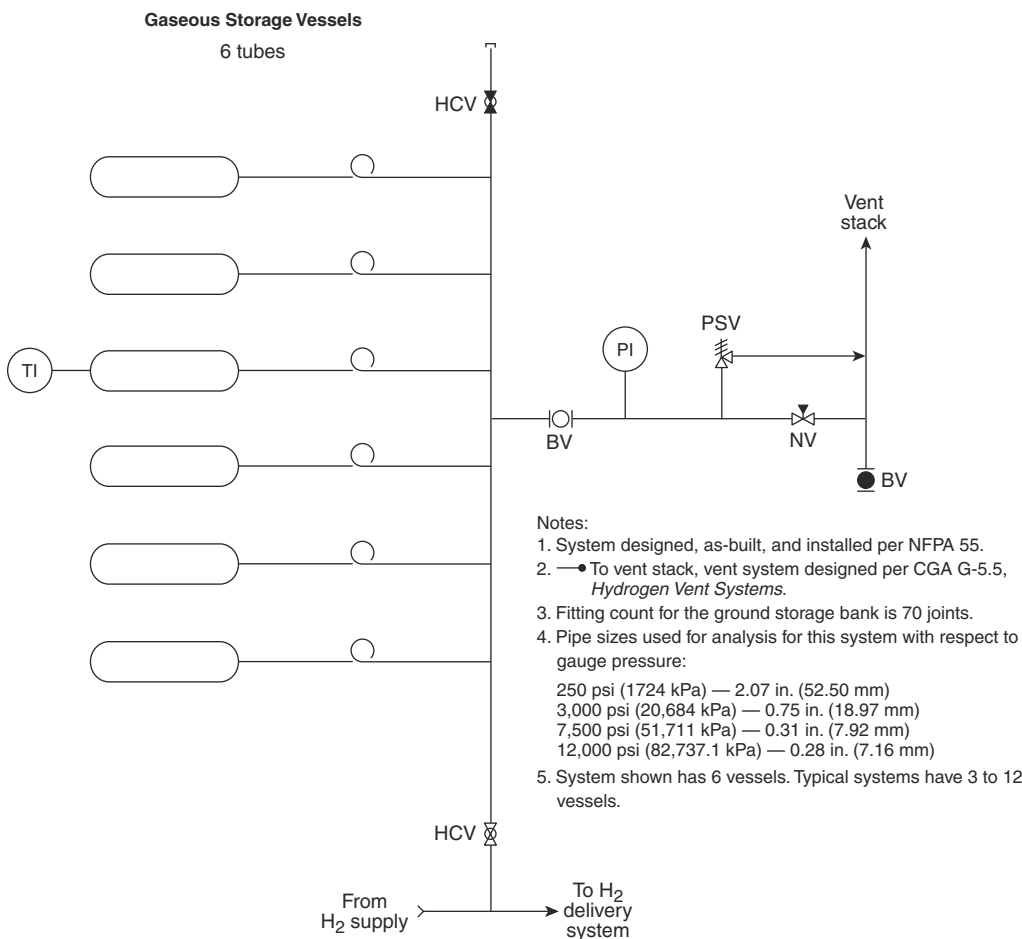 Gaseous Storage Vessels
6 tubes
HCV
Vent
stack
PSV
PI
TI
BV
NV
BV
Notes:
1. System designed, as-built, and installed per NFPA 55.
2. To vent stack, vent system designed per CGA G-5.5,
Hydrogen Vent Systems.
3. Fitting count for the ground storage bank is 70 joints.
4. Pipe sizes used for analysis for this system with respect to
gauge pressure:
250 psi (1724 kPa) — 2.07 in. (52.50 mm)
3,000 psi (20,684 kPa) — 0.75 in. (18.97 mm)
7,500 psi (51,711 kPa) — 0.31 in. (7.92 mm)
12,000 psi (82,737.1 kPa) — 0.28 in. (7.16 mm)
5. System shown has 6 vessels. Typical systems have 3 to 12
vessels.
HCV
From
H₂ supply
To H₂
delivery
system